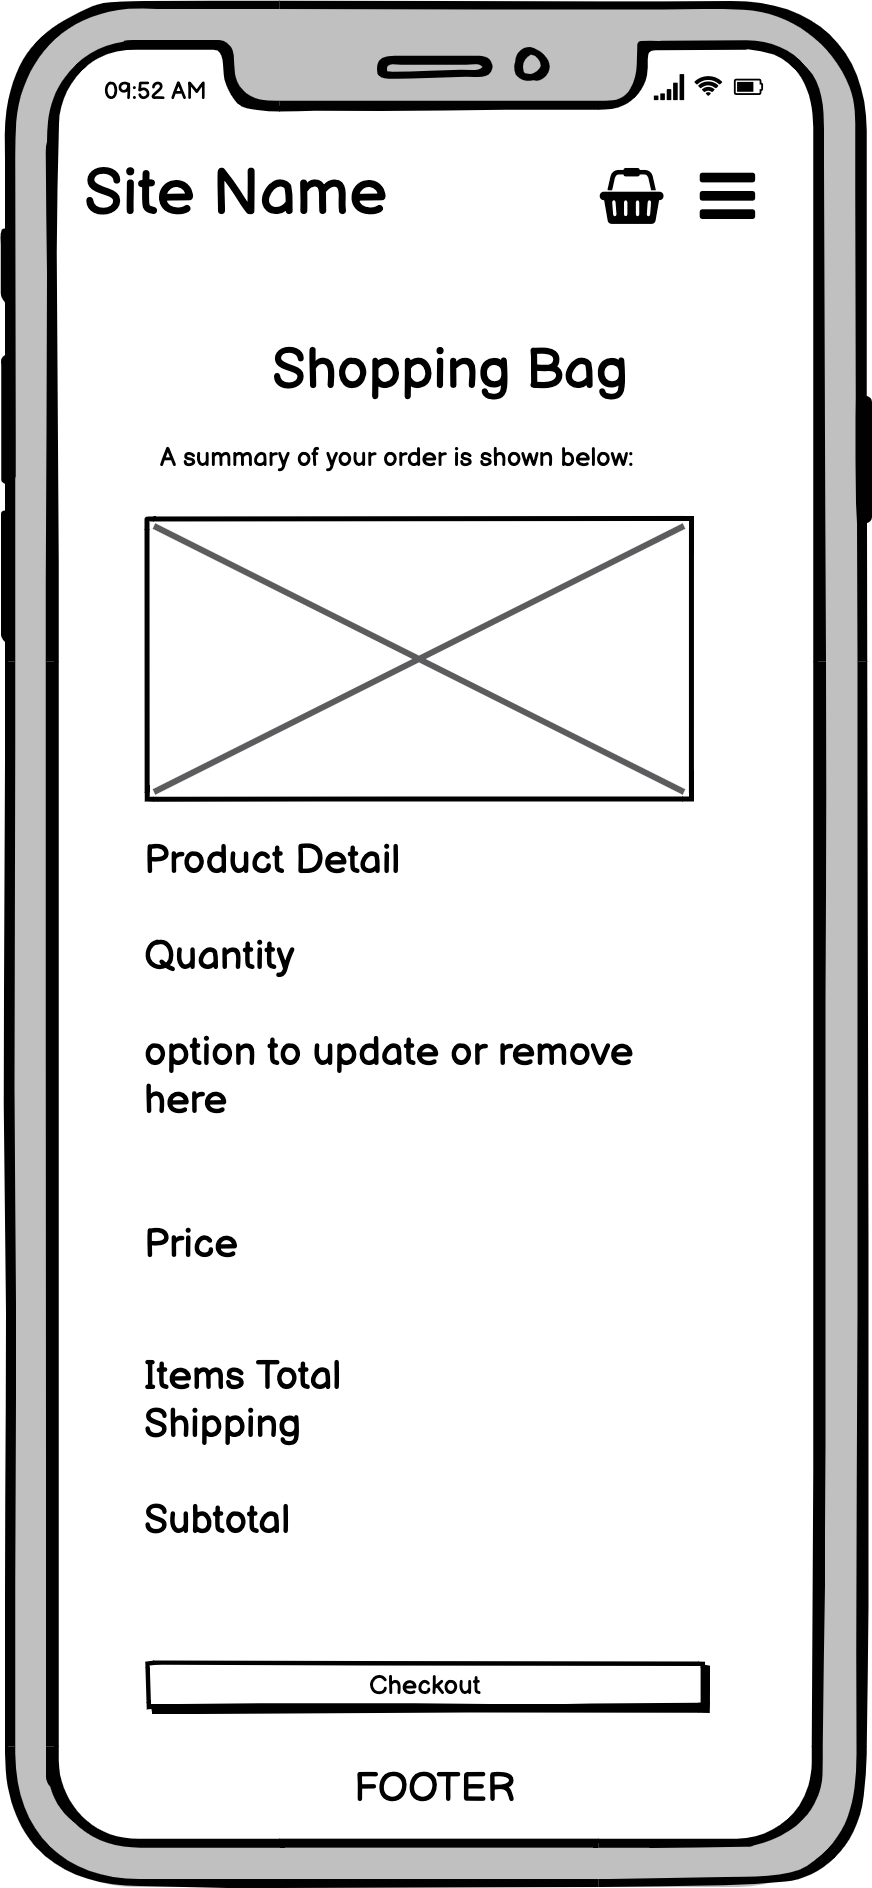 09:52 AM
Site Name
Shopping Bag
A summary of your order is shown below:
Product Detail
Quantity
option to update or remove
here
Price
Items Total
Shipping
Subtotal
Checkout
FOOTER